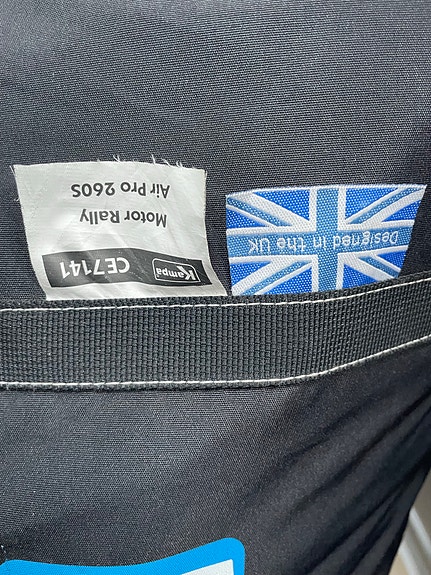 Kampa CE7141
Motor Rally
Air Pro 260S
Designed in the UK